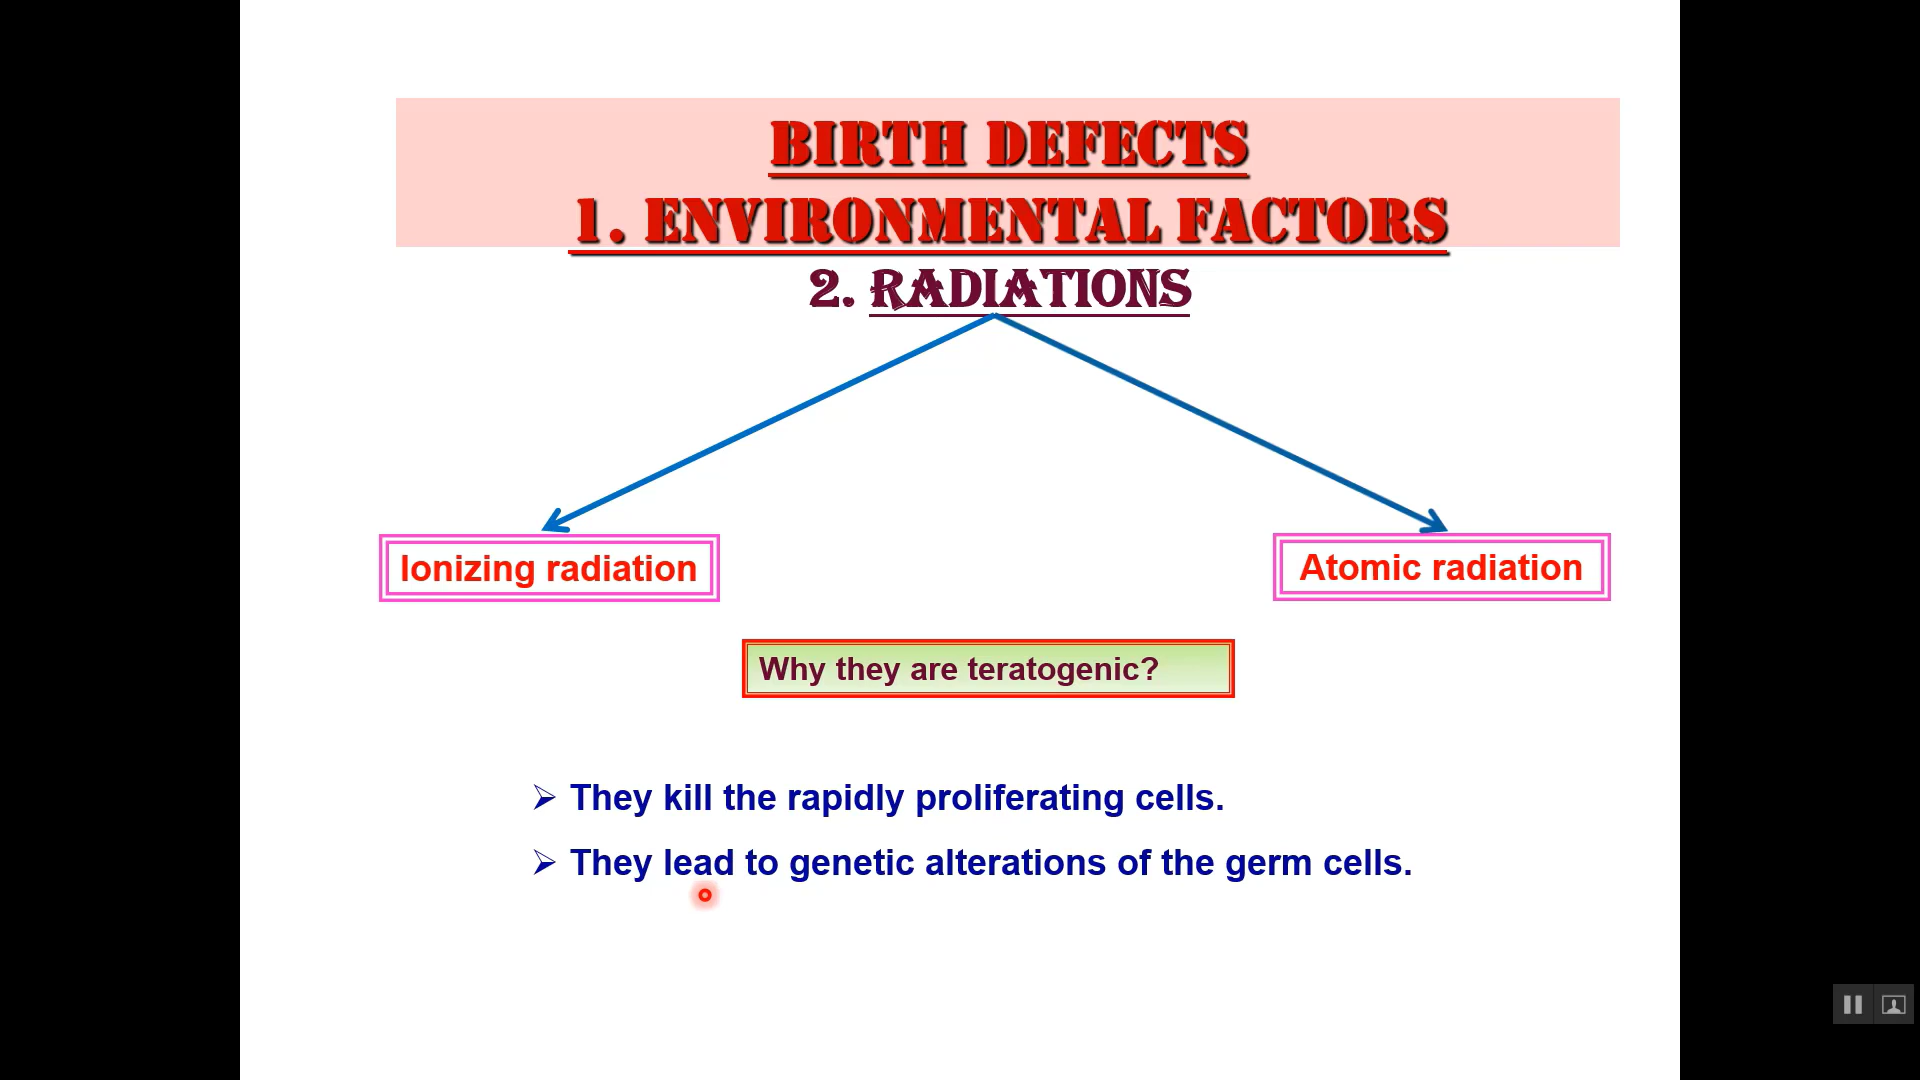 BIRTH DEFECTS
1. ENVIRONMENTAL FACTORS
2. RADIATIONS
Ionizing radiation
Atomic radiation
Why they are teratogenic?
➢ They kill the rapidly proliferating cells.
➢ They lead to genetic alterations of the germ cells.